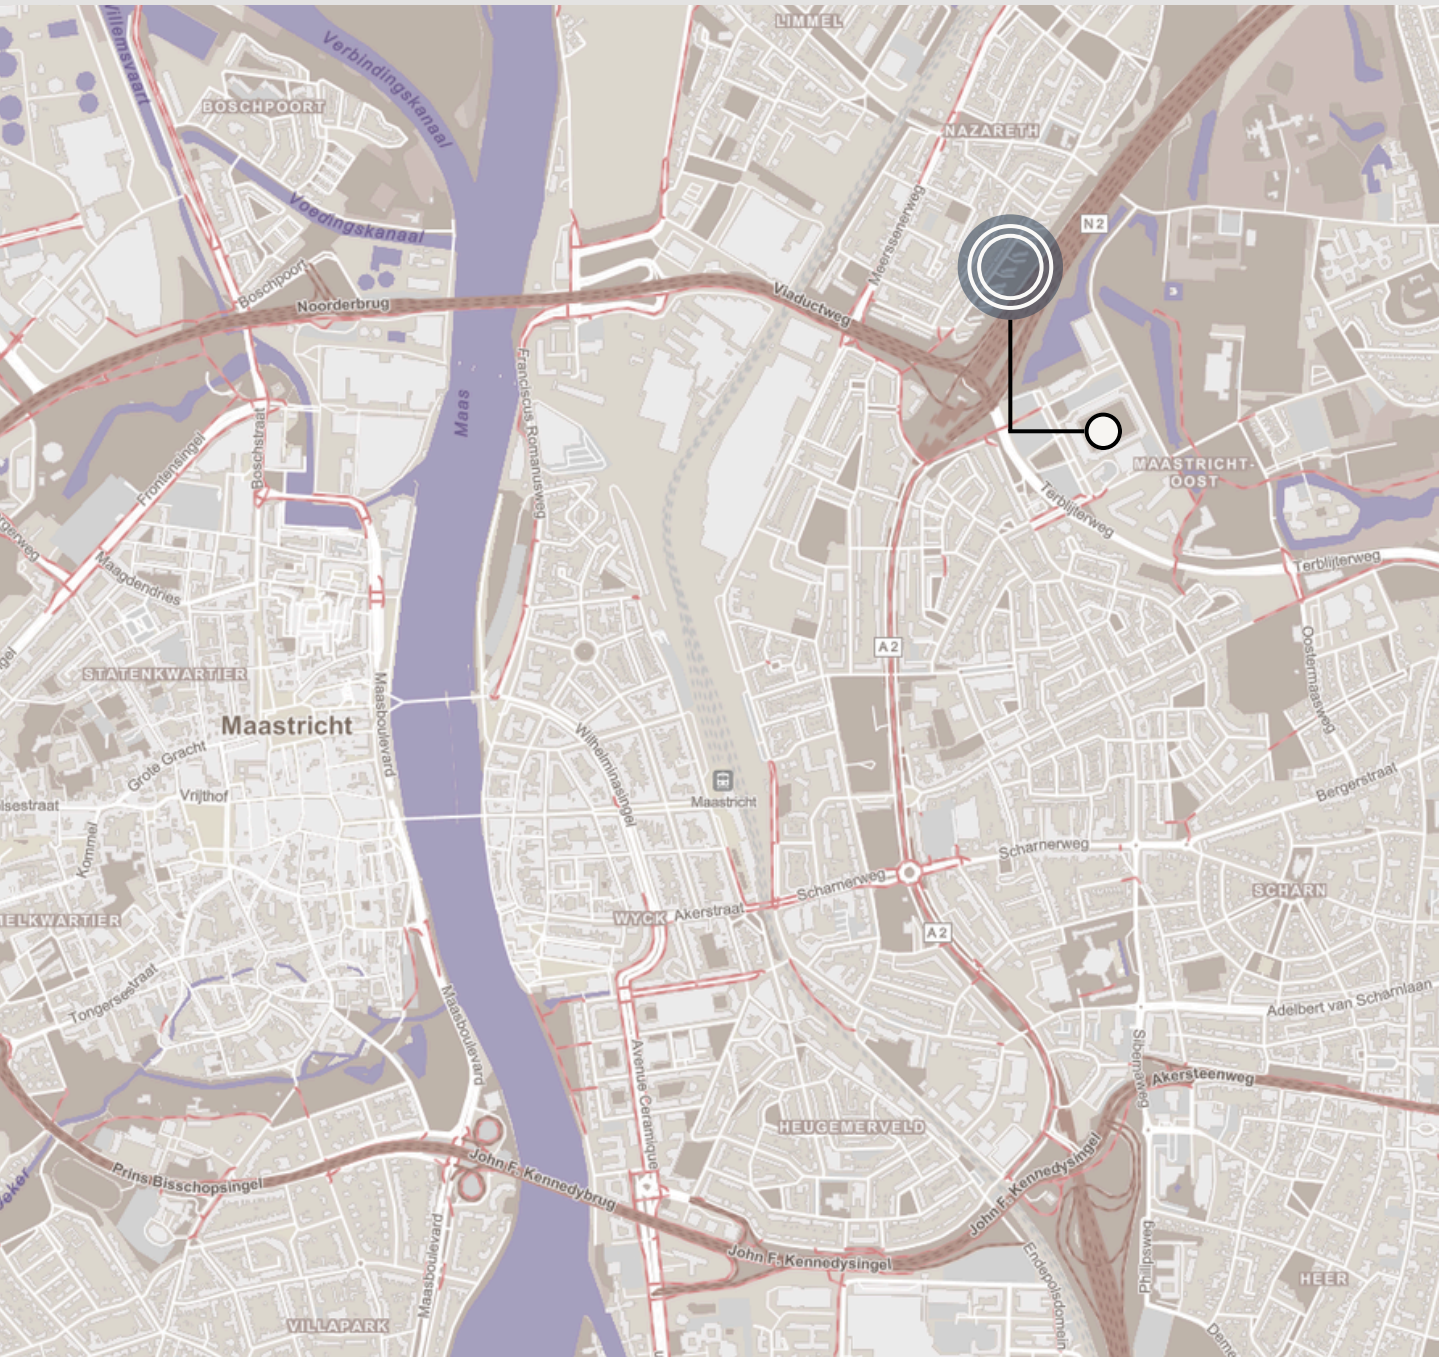 LIMMEL
Verbindingskanaal
BOSCHPOORT
NAZARETH
Voedingskanaal
Meerssenerweg
N2
Boschpoort
Noorderbrug
Viaductweg
Maas
Franciscus Romanusweg
Boschstraat
Frontensingel
MAASTRICHT-
OOST
Terblijterweg
Terblijterweg
Maagdendries
Oostermaasweg
A2
STATENKWARTIER
Maasboulevard
Maastricht
Wilhelminasingel
Grote Gracht
Maastricht
Vrijthof
Bergerstraat
Kommel
Scharnerweg
Scharnerweg
SCHARN
WYCK
Akerstraat
A2
Tongersestraat
Maasboulevard
Adelbert van Scharnlaan
Avenue Ceramique
Sibemaweg
Akersteenweg
HEUGEMERVELD
John F. Kennedybrug
Prins Bisschopsingel
John F. Kennedysingel
John F. Kennedysingel
Maasboulevard
Philipsweg
Endepolsdomein
HEER
VILLAPARK